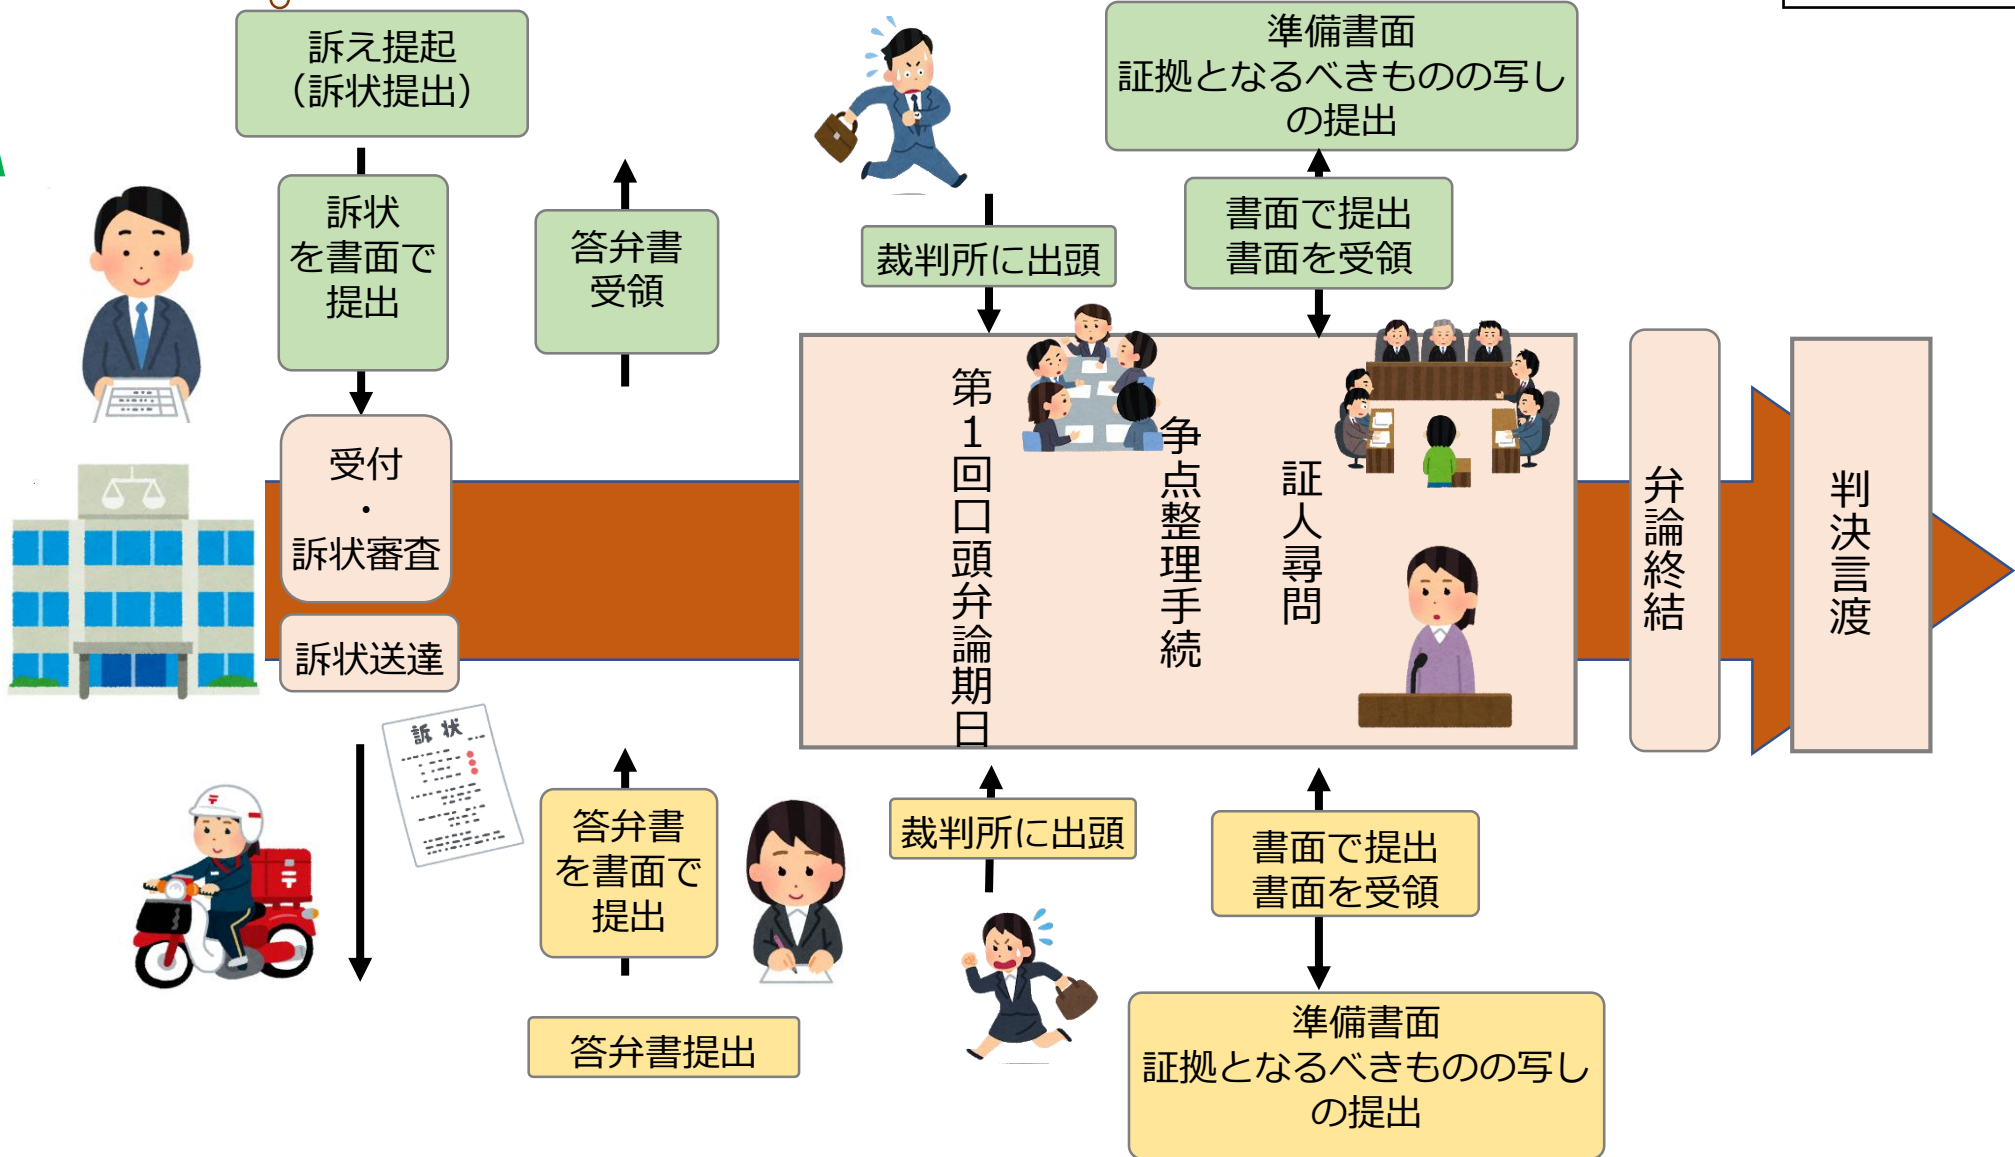 訴え提起
（訴状提出）
訴状
を書面で
提出
答弁書
受領
裁判所に出頭
準備書面
証拠となるべきものの写し
の提出
書面で提出
書面を受領
受付
・
訴状審査
訴状送達
第１回口頭弁論期日
争点整理手続
証人尋問
弁論終結
判決言渡
訴状
答弁書
を書面で
提出
答弁書提出
裁判所に出頭
書面で提出
書面を受領
準備書面
証拠となるべきものの写し
の提出